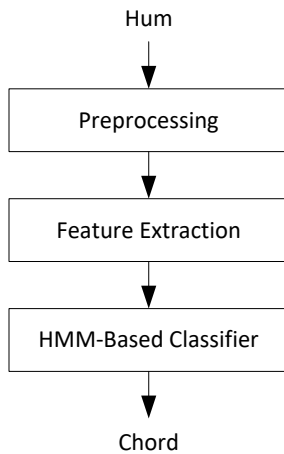 Hum
Preprocessing
Feature Extraction
HMM-Based Classifier
Chord